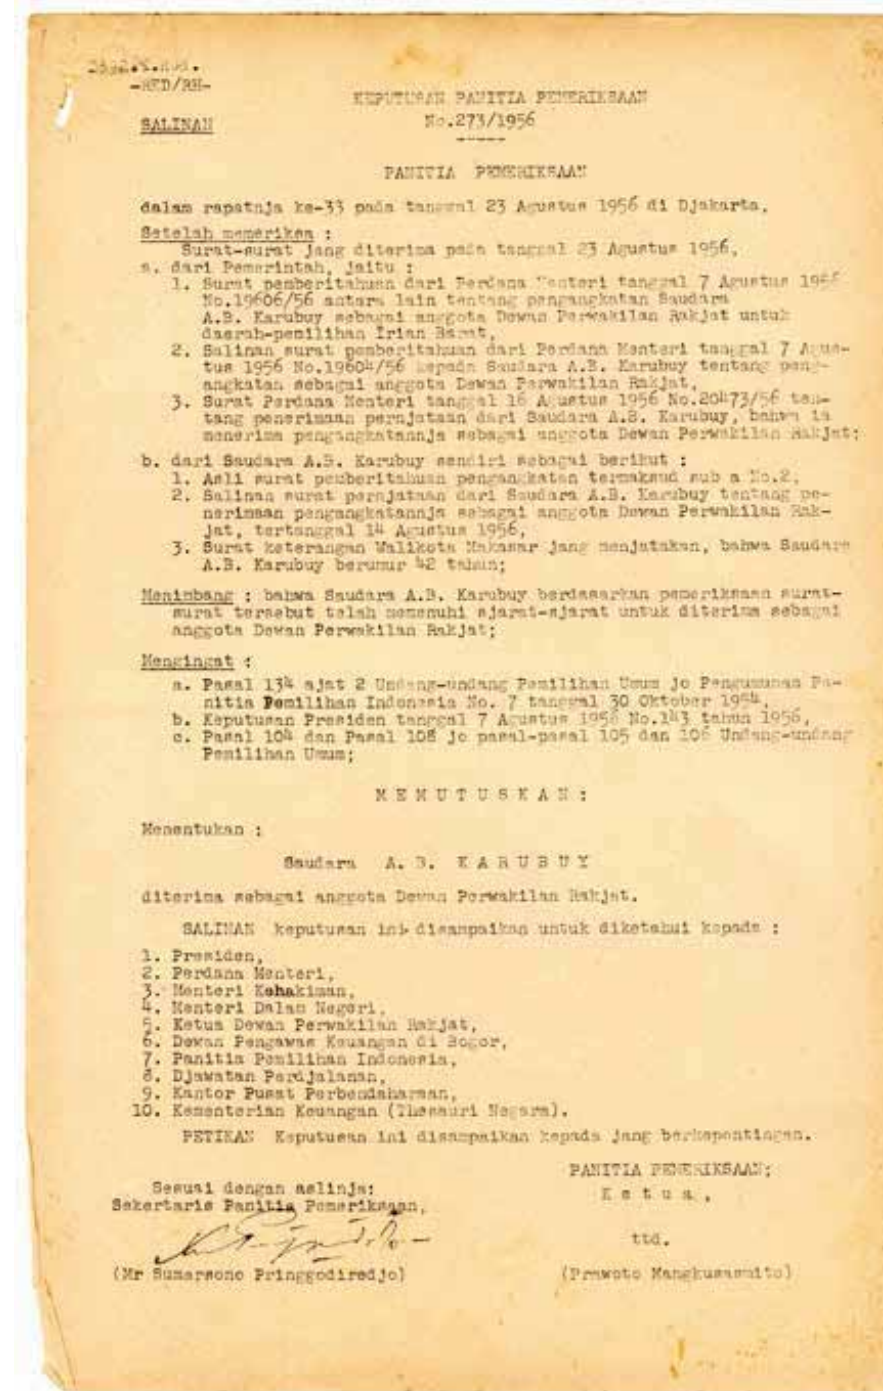 -RED/RH-
KEPUTUSAN PANITIA PEMERIKSAAN
No.273/1956
SALINAN
PANITIA PEMERIKSAAN
dalam rapatnja ke-33 pada tanggal 23 Agustus 1956 di Djakarta,
Setelah memeriksa :
Surat-surat jang diterima pada tanggal 23 Agustus 1956,
a. dari Pemerintah, jaitu :
1. Surat pemberitahuan dari Perdana Menteri tanggal 7 Agustus 1956
No.19606/56 antara lain tentang pengangkatan Saudara
A.B. Karubuy sebagai anggota Dewan Perwakilan Rakjat untuk
daerah-pemilihan Irian Barat,
2. Salinan surat pemberitahuan dari Perdana Menteri tanggal 7 Agus-
tus 1956 No.19604/56 kepada Saudara A.B. Karubuy tentang peng-
angkatan sebagai anggota Dewan Perwakilan Rakjat,
3. Surat Perdana Menteri tanggal 16 Agustus 1956 No.20473/56 ten-
tang penerimaan pernjataan dari Saudara A.B. Karubuy, bahwa ia
menerima pengangkatannja sebagai anggota Dewan Perwakilan Rakjat;
b. dari Saudara A.B. Karubuy sendiri sebagai berikut :
1. Asli surat pemberitahuan pengangkatan termaksud sub a No.2,
2. Salinan surat pernjataan dari Saudara A.B. Karubuy tentang pe-
nerimaan pengangkatannja sebagai anggota Dewan Perwakilan Rak-
jat, tertanggal 14 Agustus 1956,
3. Surat keterangan Walikota Makasar jang menjatakan, bahwa Saudara
A.B. Karubuy berumur 42 tahun;
Menimbang : bahwa Saudara A.B. Karubuy berdasarkan pemeriksaan surat-
surat tersebut telah memenuhi sjarat-sjarat untuk diterima sebagai
anggota Dewan Perwakilan Rakjat;
Mengingat :
a. Pasal 134 ajat 2 Undang-undang Pemilihan Umum jo Pengumuman Pa-
nitia Pemilihan Indonesia No. 7 tanggal 30 Oktober 1954,
b. Keputusan Presiden tanggal 7 Agustus 1956 No.143 tahun 1956,
c. Pasal 104 dan Pasal 108 jo pasal-pasal 105 dan 106 Undang-undang
Pemilihan Umum;
M E M U T U S K A N :
Menentukan :
Saudara A. B. K A R U B U Y
diterima sebagai anggota Dewan Perwakilan Rakjat.
SALINAN keputusan ini disampaikan untuk diketahui kepada :
1. Presiden,
2. Perdana Menteri,
3. Menteri Kehakiman,
4. Menteri Dalam Negeri,
5. Ketua Dewan Perwakilan Rakjat,
6. Dewan Pengawas Keuangan di Bogor,
7. Panitia Pemilihan Indonesia,
8. Djawatan Perdjalanan,
9. Kantor Pusat Perbendaharaan,
10. Kementerian Keuangan (Thesauri Negara).
PETIKAN Keputusan ini disampaikan kepada jang berkepentingan.
PANITIA PEMERIKSAAN;
K e t u a ,
ttd.
(Prawoto Mangkusasmito)
Sesuai dengan aslinja:
Sekertaris Panitia Pemeriksaan,
(Mr Sumarsono Pringgodiredjo)